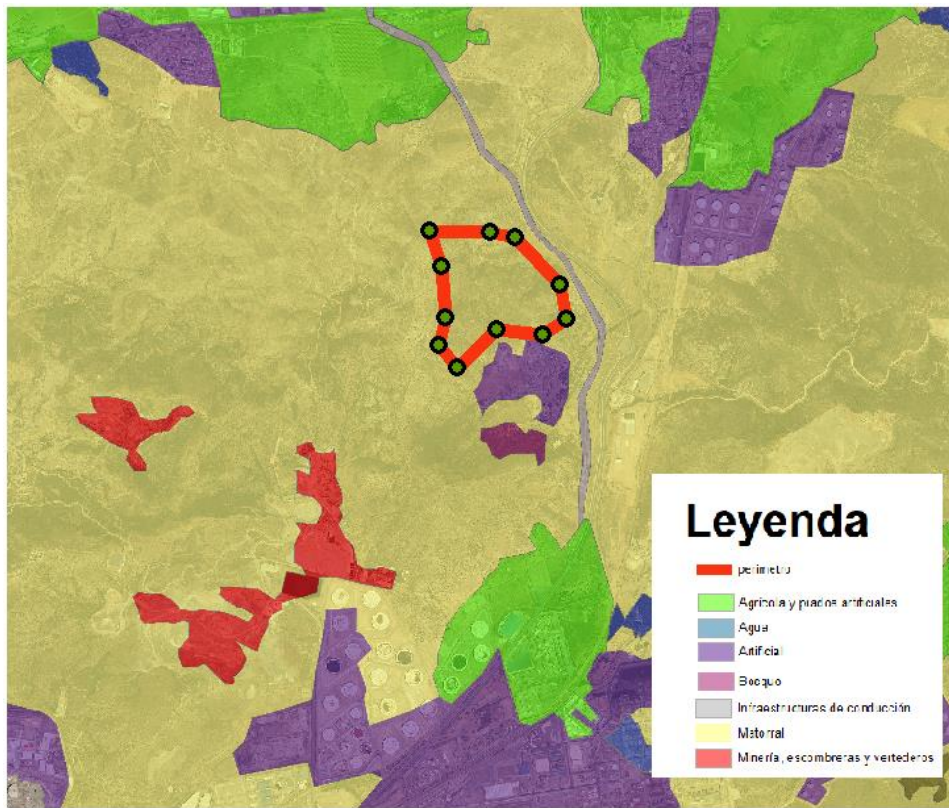 Leyenda
perímetro
Agrícola y prados artificiales
Agua
Artificial
Bosque
Infraestructuras de conducción
Matorral
Minería, escombreras y vertederos